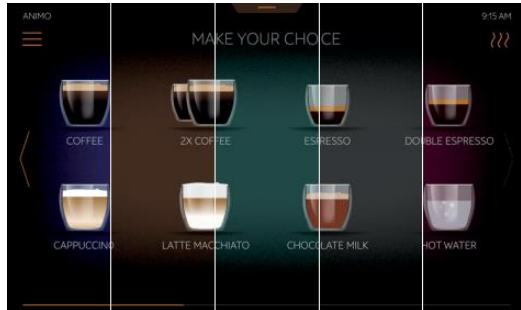 ANIMO 9:15 AM
MAKE YOUR CHOICE
COFFEE 2X COFFEE ESPRESSO DOUBLE ESPRESSO
CAPPUCCINO LATTE MACCHIATO CHOCOLATE MILK HOT WATER